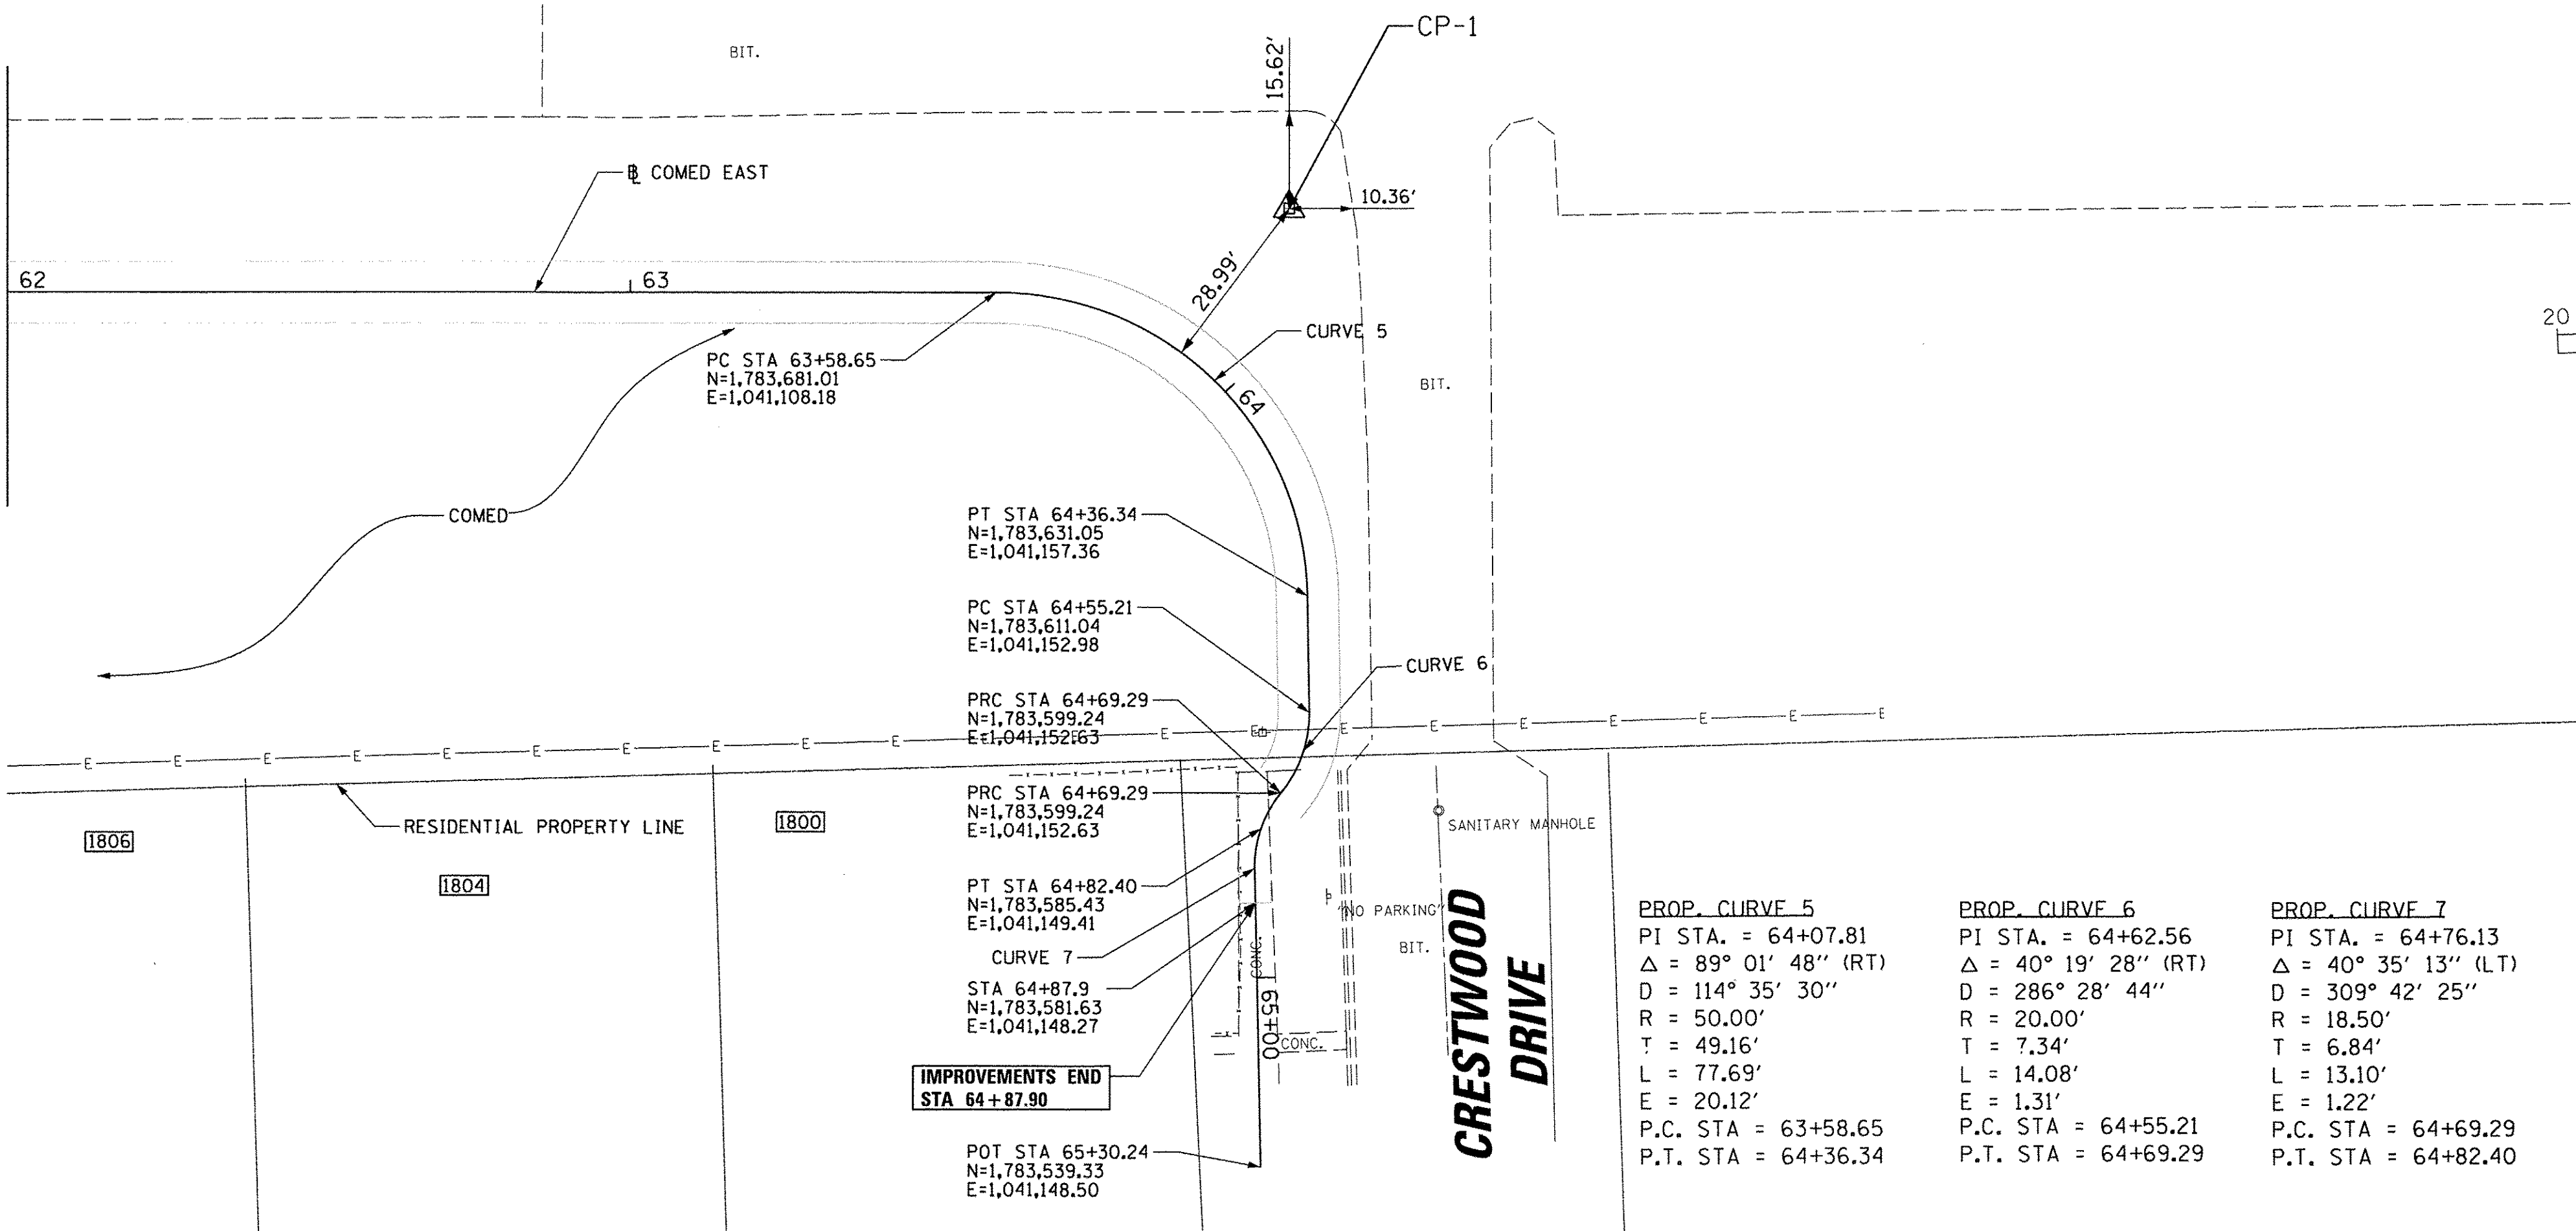 CP-1
BIT.
15.62'
℄ COMED EAST
10.36'
62
63
28.99'
CURVE 5
20
PC STA 63+58.65
N=1,783,681.01
E=1,041,108.18
64
BIT.
COMED
PT STA 64+36.34
N=1,783,631.05
E=1,041,157.36
PC STA 64+55.21
N=1,783,611.04
E=1,041,152.98
CURVE 6
PRC STA 64+69.29
N=1,783,599.24
E=1,041,152.63
E E E E E E E E E E E E E E E E E E E E E
PRC STA 64+69.29
N=1,783,599.24
E=1,041,152.63
RESIDENTIAL PROPERTY LINE
1800
SANITARY MANHOLE
1806
1804
PT STA 64+82.40
N=1,783,585.43
E=1,041,149.41
"NO PARKING"
BIT.
CURVE 7
CONC.
STA 64+87.9
N=1,783,581.63
E=1,041,148.27
65+00
CONC.
IMPROVEMENTS END
STA 64+87.90
POT STA 65+30.24
N=1,783,539.33
E=1,041,148.50
CRESTWOOD
DRIVE
PROP. CURVE 5
PI STA. = 64+07.81
Δ = 89° 01' 48'' (RT)
D = 114° 35' 30''
R = 50.00'
T = 49.16'
L = 77.69'
E = 20.12'
P.C. STA = 63+58.65
P.T. STA = 64+36.34
PROP. CURVE 6
PI STA. = 64+62.56
Δ = 40° 19' 28'' (RT)
D = 286° 28' 44''
R = 20.00'
T = 7.34'
L = 14.08'
E = 1.31'
P.C. STA = 64+55.21
P.T. STA = 64+69.29
PROP. CURVE 7
PI STA. = 64+76.13
Δ = 40° 35' 13'' (LT)
D = 309° 42' 25''
R = 18.50'
T = 6.84'
L = 13.10'
E = 1.22'
P.C. STA = 64+69.29
P.T. STA = 64+82.40